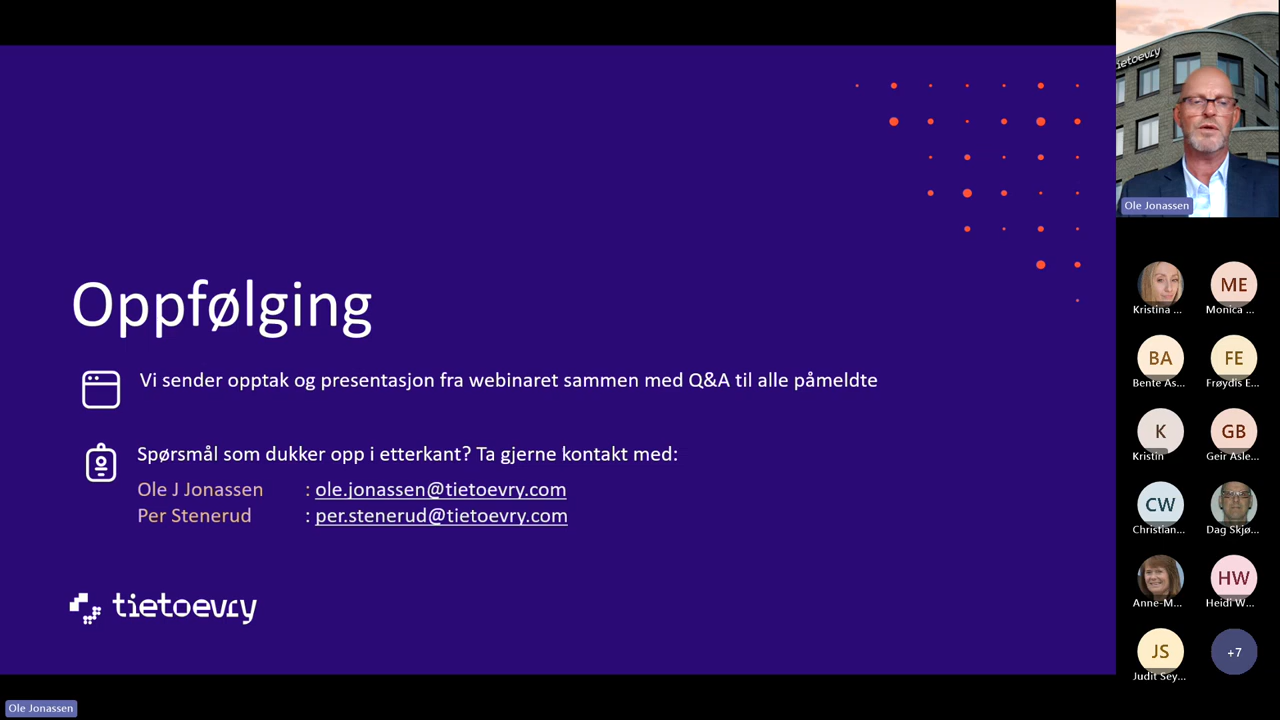 Oppfølging
Vi sender opptak og presentasjon fra webinaret sammen med Q&A til alle påmeldte
Spørsmål som dukker opp i etterkant? Ta gjerne kontakt med:
Ole J Jonassen : ole.jonassen@tietoevry.com
Per Stenerud : per.stenerud@tietoevry.com
tietoevry
Ole Jonassen
tietoevry
Ole Jonassen
Kristina ...
ME
Monica ...
BA
Bente As...
FE
Frøydis E...
K
Kristin
GB
Geir Asle...
CW
Christian...
Dag Skjø...
Anne-M...
HW
Heidi W...
JS
Judit Sey...
+7